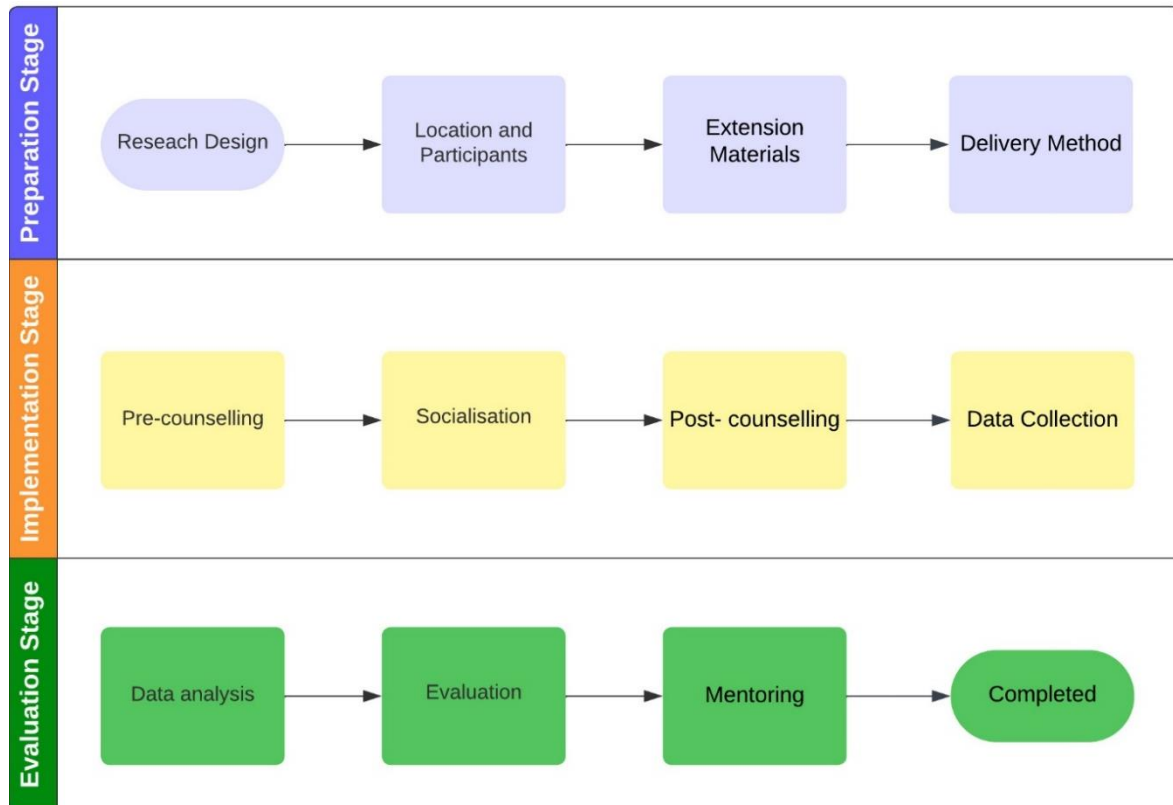 Preparation Stage
Reseach Design
Location and
Participants
Extension
Materials
Delivery Method
Implementation Stage
Pre-counselling
Socialisation
Post- counselling
Data Collection
Evaluation Stage
Data analysis
Evaluation
Mentoring
Completed